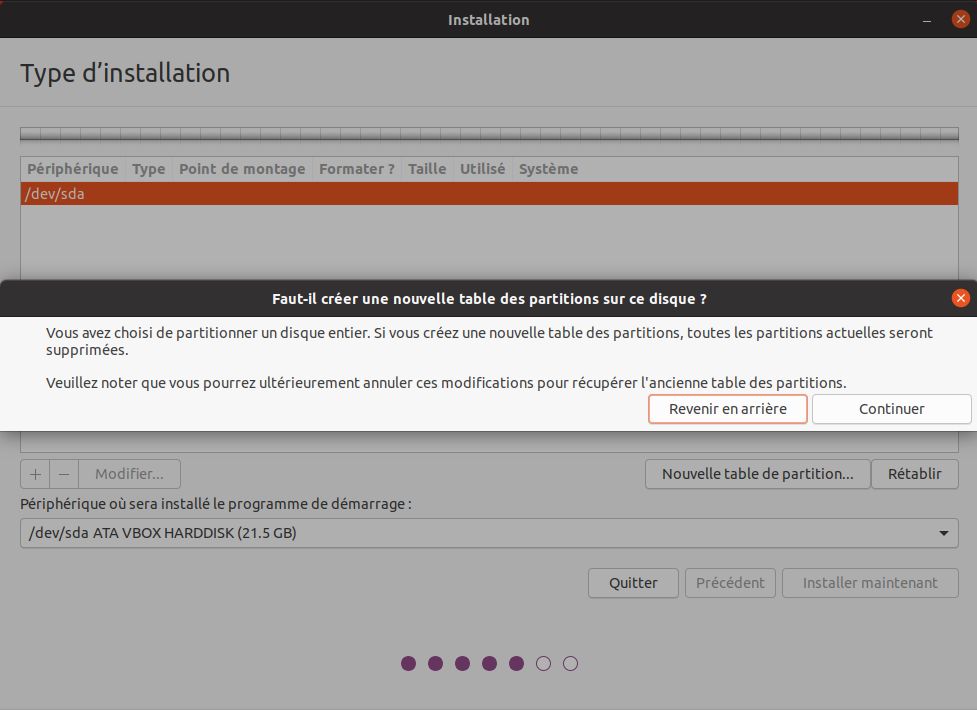 Installation
Type d’installation
Périphérique Type Point de montage Formater ? Taille Utilisé Système
/dev/sda
Faut-il créer une nouvelle table des partitions sur ce disque ?
Vous avez choisi de partitionner un disque entier. Si vous créez une nouvelle table des partitions, toutes les partitions actuelles seront
supprimées.
Veuillez noter que vous pourrez ultérieurement annuler ces modifications pour récupérer l'ancienne table des partitions.
Revenir en arrière Continuer
+ − Modifier... Nouvelle table de partition... Rétablir
Périphérique où sera installé le programme de démarrage :
/dev/sda ATA VBOX HARDDISK (21.5 GB)
Quitter Précédent Installer maintenant